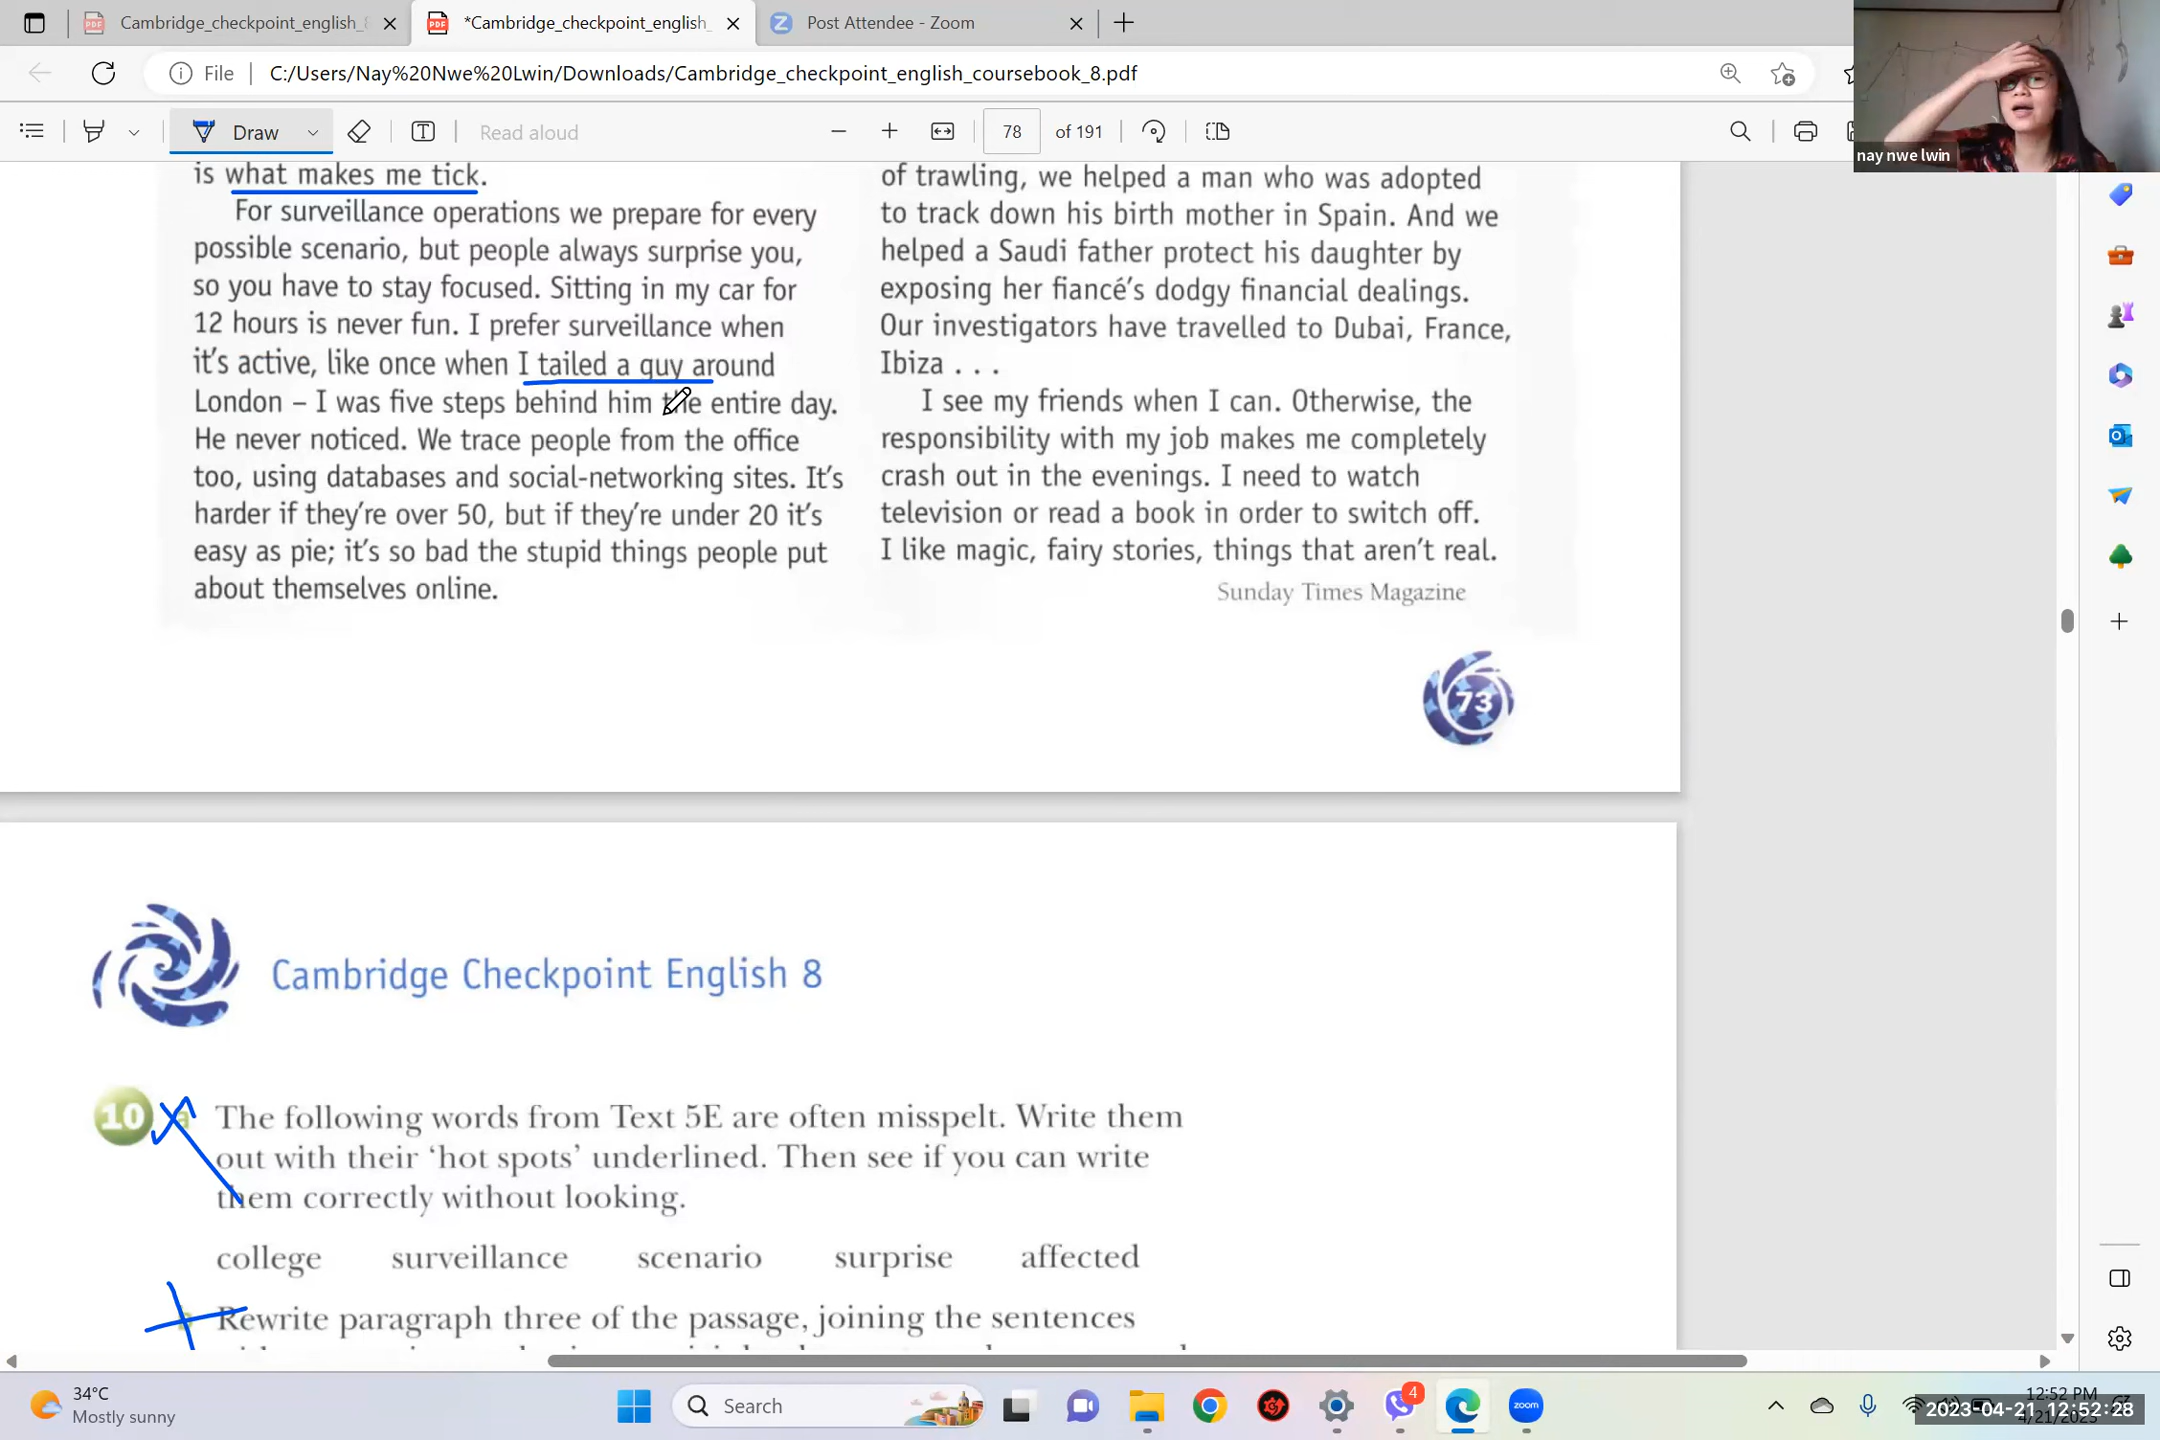 Cambridge_checkpoint_english_8
*Cambridge_checkpoint_english_
Post Attendee - Zoom
File
C:/Users/Nay%20Nwe%20Lwin/Downloads/Cambridge_checkpoint_english_coursebook_8.pdf
Draw
Read aloud
78
of 191
nay nwe lwin
is what makes me tick.
For surveillance operations we prepare for every
possible scenario, but people always surprise you,
so you have to stay focused. Sitting in my car for
12 hours is never fun. I prefer surveillance when
it's active, like once when I tailed a guy around
London – I was five steps behind him the entire day.
He never noticed. We trace people from the office
too, using databases and social-networking sites. It's
harder if they're over 50, but if they're under 20 it's
easy as pie; it's so bad the stupid things people put
about themselves online.
of trawling, we helped a man who was adopted
to track down his birth mother in Spain. And we
helped a Saudi father protect his daughter by
exposing her fiancé's dodgy financial dealings.
Our investigators have travelled to Dubai, France,
Ibiza . . .
I see my friends when I can. Otherwise, the
responsibility with my job makes me completely
crash out in the evenings. I need to watch
television or read a book in order to switch off.
I like magic, fairy stories, things that aren't real.
Sunday Times Magazine
73
Cambridge Checkpoint English 8
10
The following words from Text 5E are often misspelt. Write them
out with their 'hot spots' underlined. Then see if you can write
them correctly without looking.
college surveillance scenario surprise affected
Rewrite paragraph three of the passage, joining the sentences
34°C
Mostly sunny
Search
4
zoom
12:52 PM
4/21/2023
2023-04-21 12:52:28